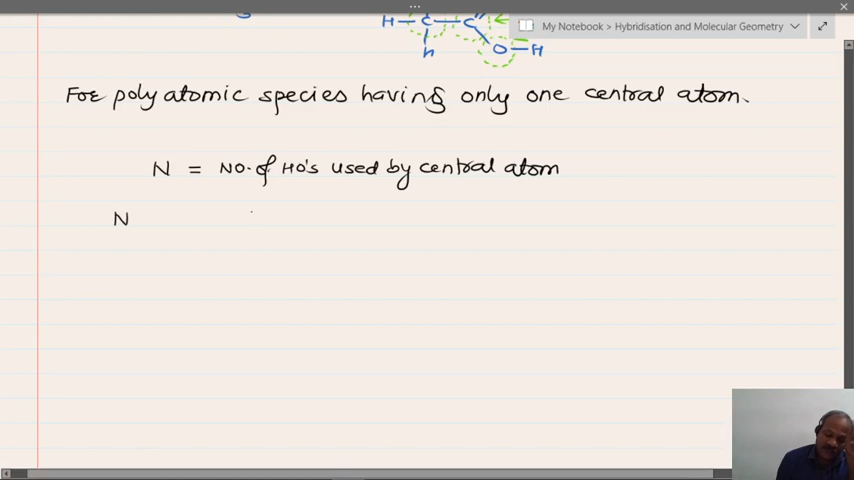 H-C-C
h O-H
My Notebook > Hybridisation and Molecular Geometry
For polyatomic species having only one central atom.
N = NO. of HO's used by central atom
N